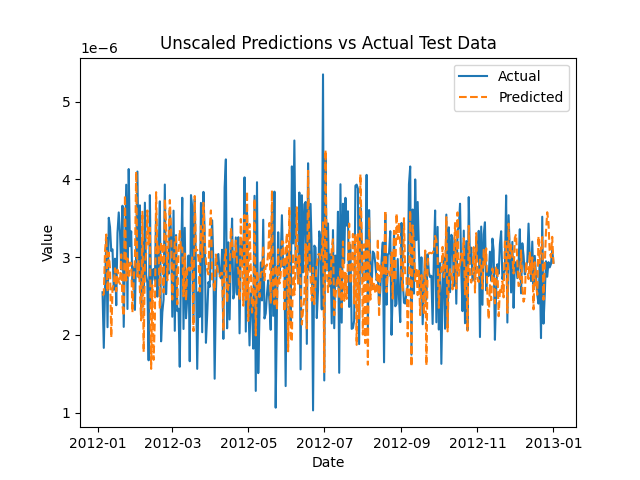 Unscaled Predictions vs Actual Test Data
1e−6
Actual
Predicted
5
4
3
2
1
Value
2012-01 2012-03 2012-05 2012-07 2012-09 2012-11 2013-01
Date